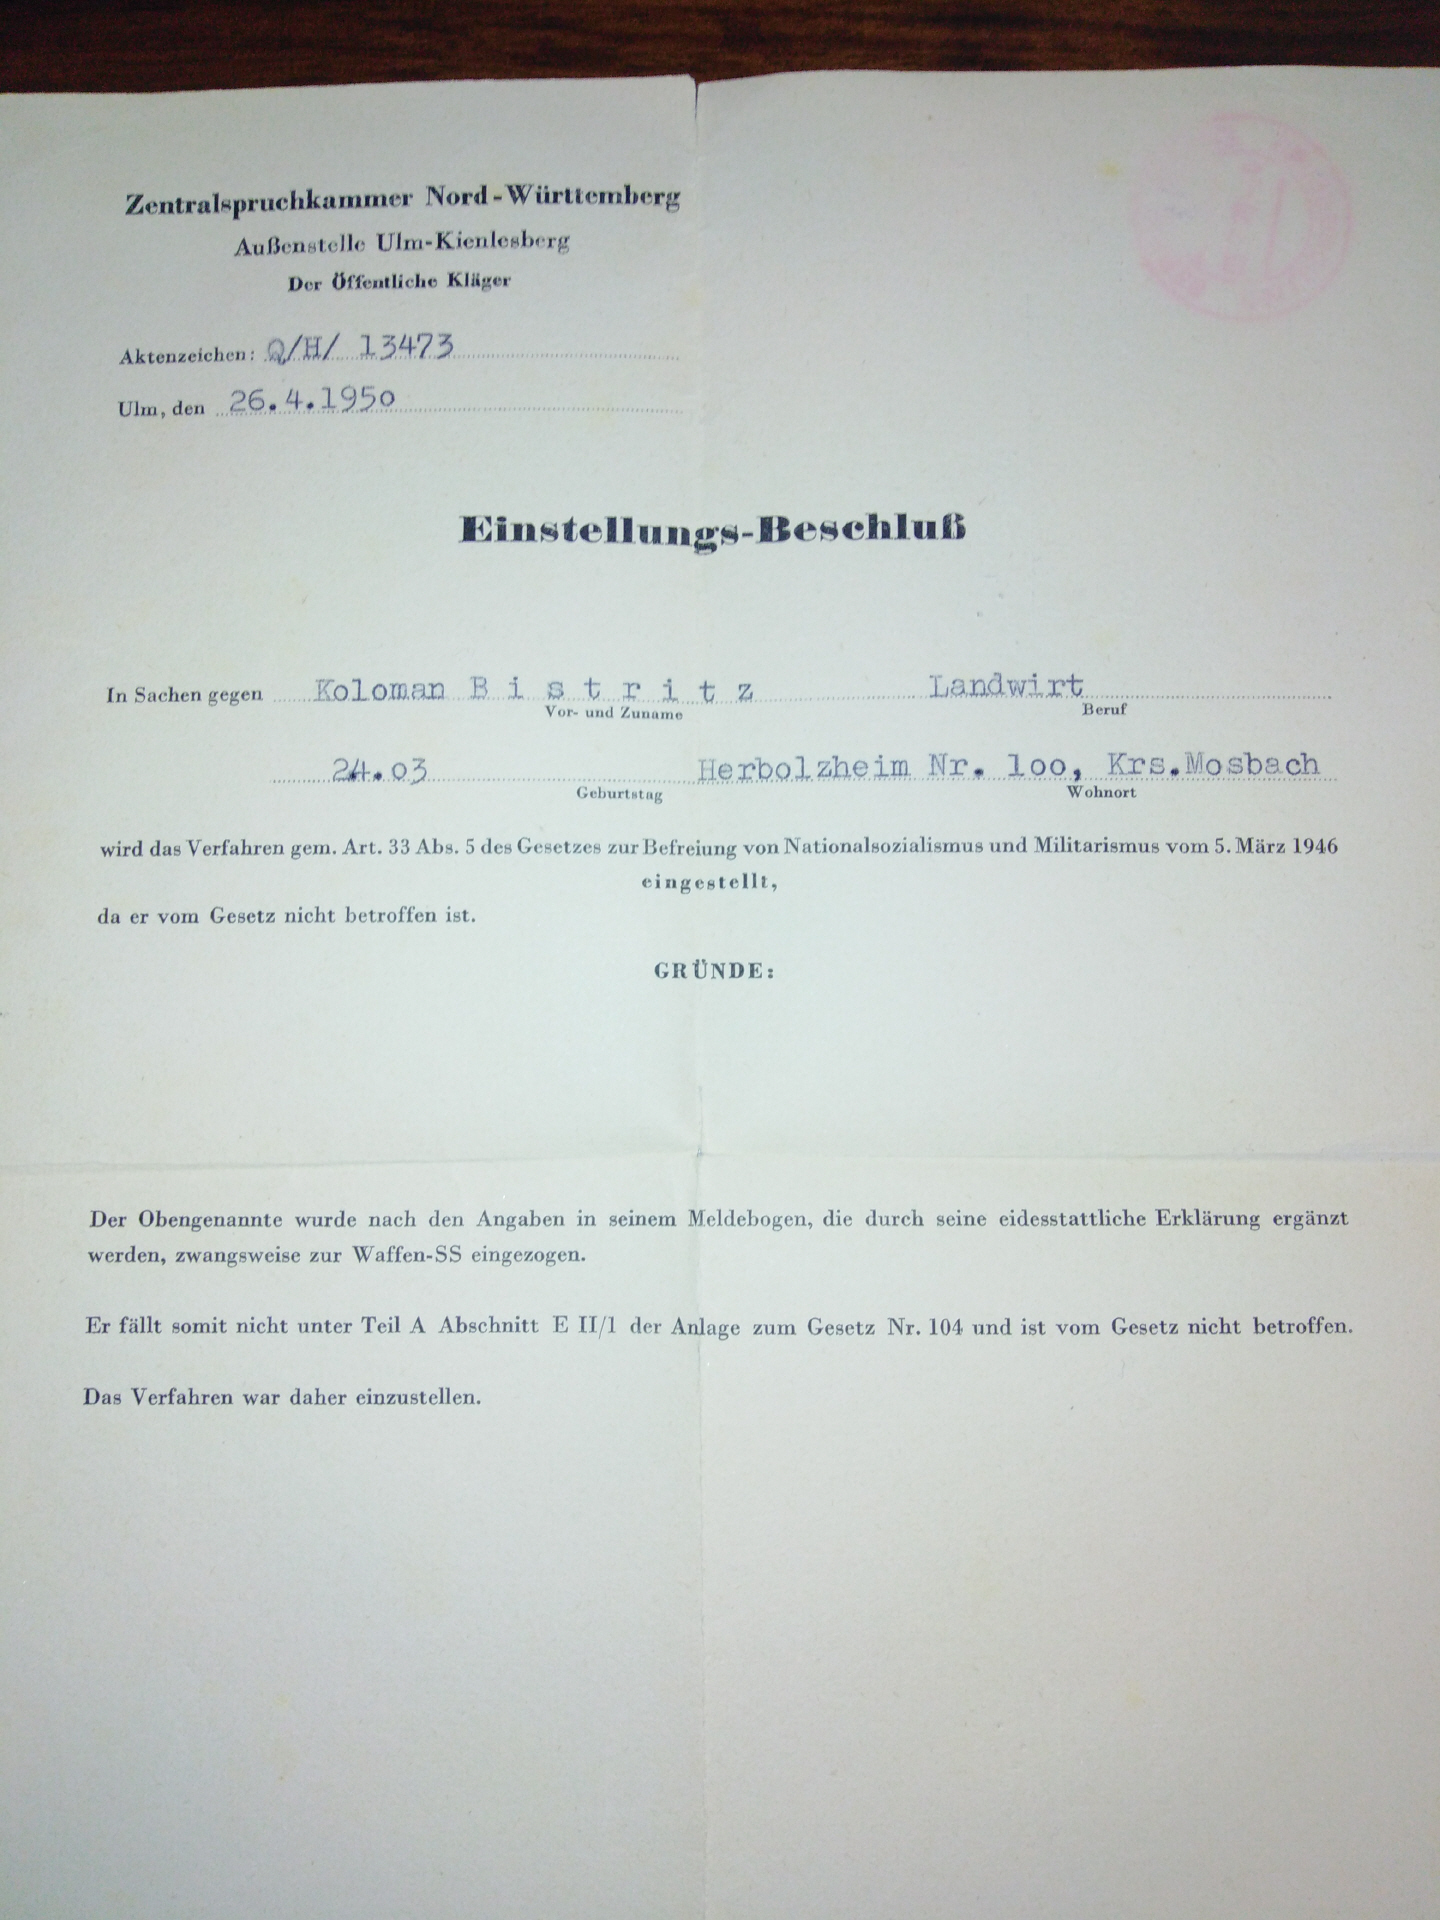 Zentralspruchkammer Nord-Württemberg
Außenstelle Ulm-Kienlesberg
Der Öffentliche Kläger
Aktenzeichen: Q/H/ 13473
Ulm, den 26.4.1950
Einstellungs-Beschluß
In Sachen gegen Koloman B i s t r i t z Landwirt
Vor- und Zuname Beruf
24.03 Herbolzheim Nr. 1oo, Krs.Mosbach
Geburtstag Wohnort
wird das Verfahren gem. Art. 33 Abs. 5 des Gesetzes zur Befreiung von Nationalsozialismus und Militarismus vom 5. März 1946
eingestellt,
da er vom Gesetz nicht betroffen ist.
GRÜNDE:
Der Obengenannte wurde nach den Angaben in seinem Meldebogen, die durch seine eidesstattliche Erklärung ergänzt
werden, zwangsweise zur Waffen-SS eingezogen.
Er fällt somit nicht unter Teil A Abschnitt E II/1 der Anlage zum Gesetz Nr. 104 und ist vom Gesetz nicht betroffen.
Das Verfahren war daher einzustellen.